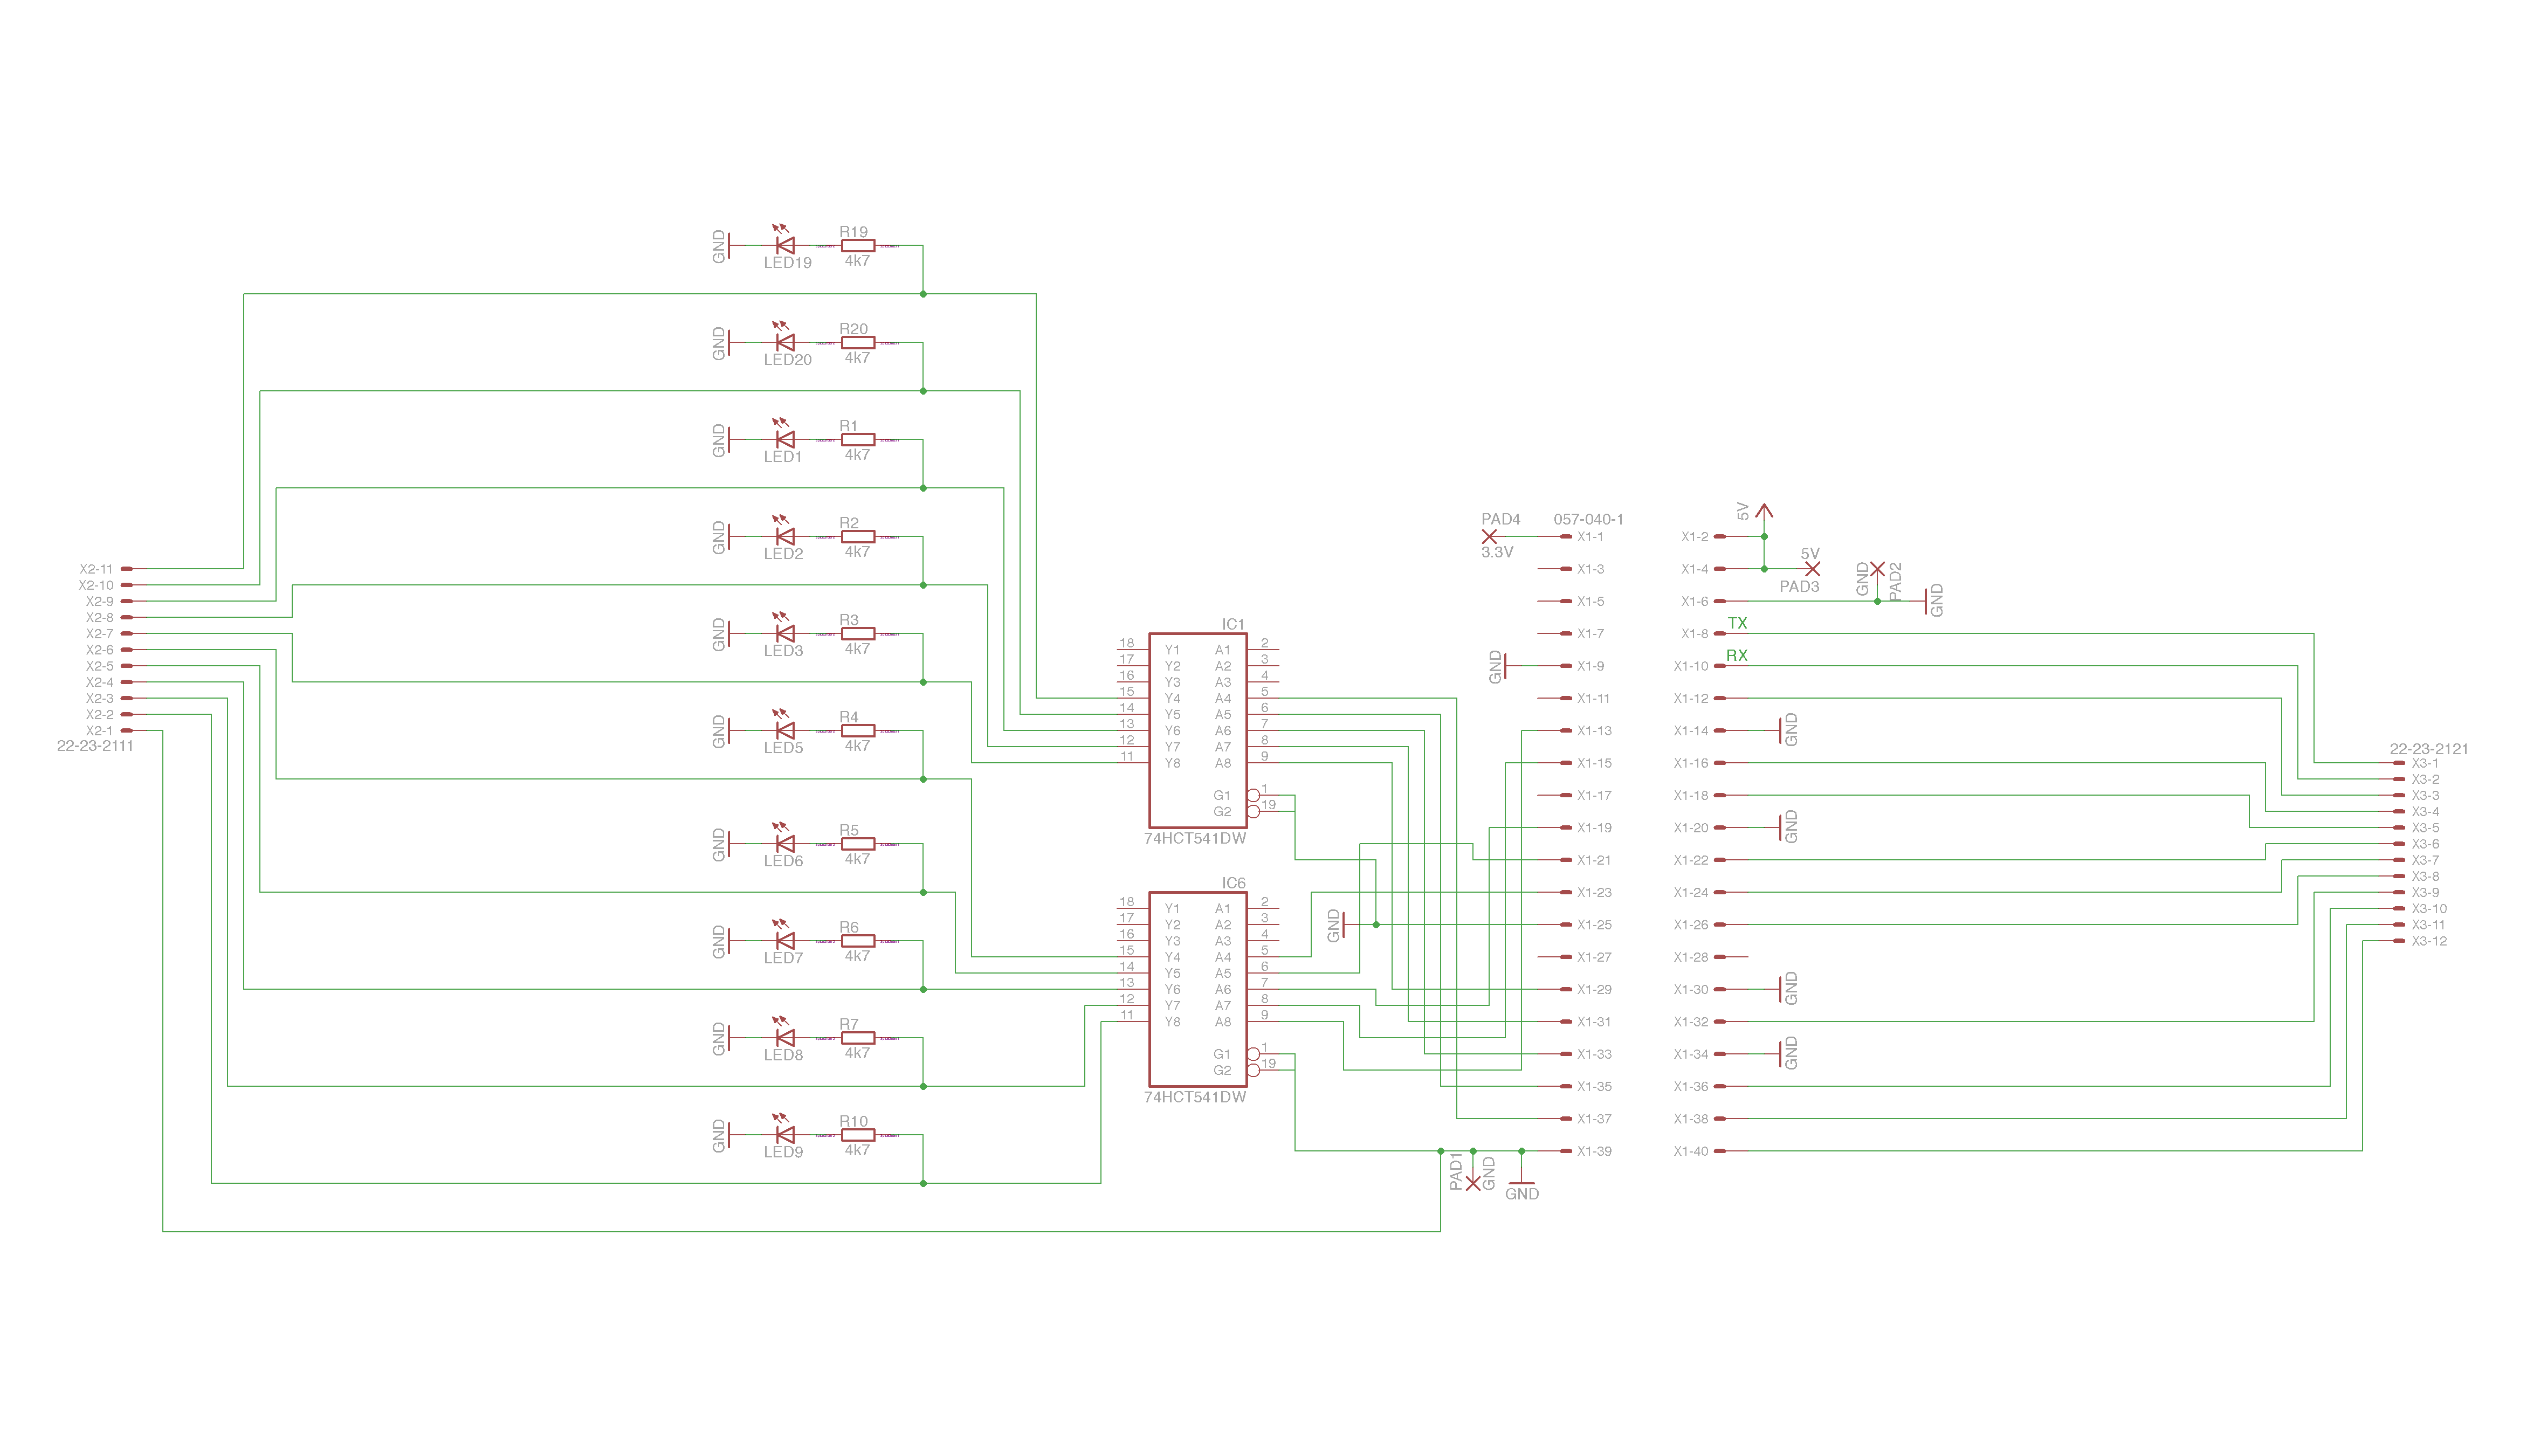 GND
LED19
R19
4k7
GND
LED20
R20
4k7
GND
LED1
R1
4k7
GND
LED2
R2
4k7
GND
LED3
R3
4k7
GND
LED5
R4
4k7
GND
LED6
R5
4k7
GND
LED7
R6
4k7
GND
LED8
R7
4k7
GND
LED9
R10
4k7
X2-11
X2-10
X2-9
X2-8
X2-7
X2-6
X2-5
X2-4
X2-3
X2-2
X2-1
22-23-2111
IC1
18 Y1 A1 2
17 Y2 A2 3
16 Y3 A3 4
15 Y4 A4 5
14 Y5 A5 6
13 Y6 A6 7
12 Y7 A7 8
11 Y8 A8 9
G1 1
G2 19
74HCT541DW
IC6
18 Y1 A1 2
17 Y2 A2 3
16 Y3 A3 4
15 Y4 A4 5
14 Y5 A5 6
13 Y6 A6 7
12 Y7 A7 8
11 Y8 A8 9
G1 1
G2 19
74HCT541DW
GND
PAD4
3.3V
057-040-1
X1-1
X1-3
X1-5
X1-7
GND
X1-9
X1-11
X1-13
X1-15
X1-17
X1-19
X1-21
X1-23
X1-25
X1-27
X1-29
X1-31
X1-33
X1-35
X1-37
X1-39
PAD1
GND
GND
5V
X1-2
X1-4
5V
PAD3
GND
PAD2
GND
X1-6
TX
X1-8
RX
X1-10
X1-12
X1-14
GND
X1-16
X1-18
X1-20
GND
X1-22
X1-24
X1-26
X1-28
X1-30
GND
X1-32
X1-34
GND
X1-36
X1-38
X1-40
22-23-2121
X3-1
X3-2
X3-3
X3-4
X3-5
X3-6
X3-7
X3-8
X3-9
X3-10
X3-11
X3-12